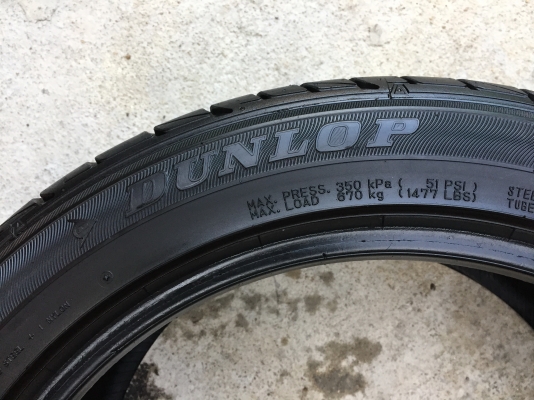 DUNLOP
MAX. PRESS. 350 kPa ( 51 PSI )
MAX. LOAD 670 kg (1477 LBS)